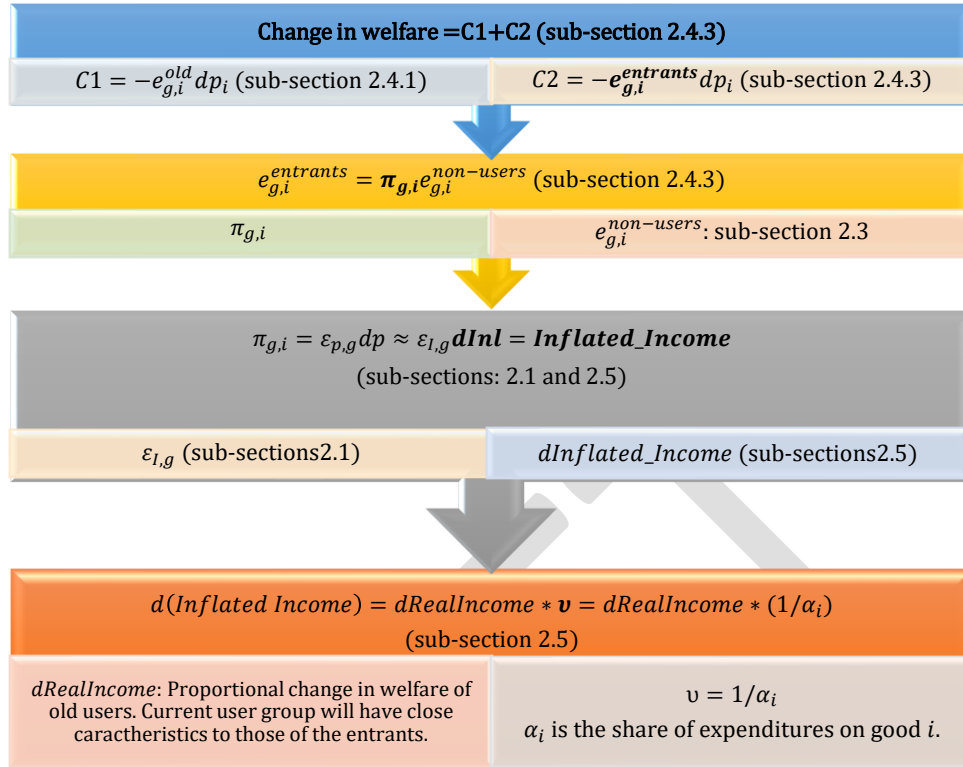 Change in welfare =C1+C2 (sub-section 2.4.3)
C1 = −e_{g,i}^{old} dp_i (sub-section 2.4.1)
C2 = −e_{g,i}^{entrants} dp_i (sub-section 2.4.3)
e_{g,i}^{entrants} = π_{g,i} e_{g,i}^{non−users} (sub-section 2.4.3)
π_{g,i}
e_{g,i}^{non−users}: sub-section 2.3
π_{g,i} = ε_{p,g} dp ≈ ε_{I,g} dInI = Inflated_Income
(sub-sections: 2.1 and 2.5)
ε_{I,g} (sub-sections2.1)
dInflated_Income (sub-sections2.5)
d(Inflated Income) = dRealIncome * υ = dRealIncome * (1/α_i)
(sub-section 2.5)
dRealIncome: Proportional change in welfare of
old users. Current user group will have close
caractheristics to those of the entrants.
υ = 1/α_i
α_i is the share of expenditures on good i.